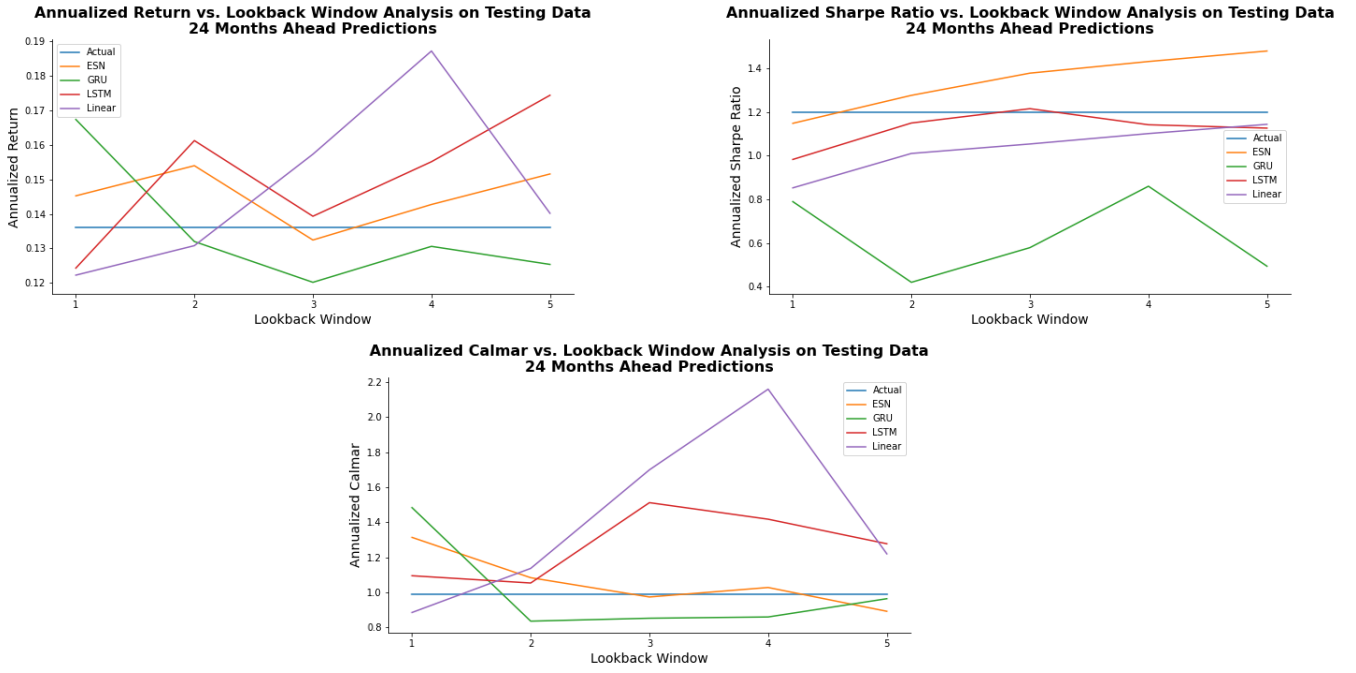 Annualized Return vs. Lookback Window Analysis on Testing Data
24 Months Ahead Predictions
0.19
0.18
0.17
0.16
0.15
0.14
0.13
0.12
Annualized Return
Actual
ESN
GRU
LSTM
Linear
1 2 3 4 5
Lookback Window
Annualized Sharpe Ratio vs. Lookback Window Analysis on Testing Data
24 Months Ahead Predictions
1.4
1.2
1.0
0.8
0.6
0.4
Annualized Sharpe Ratio
Actual
ESN
GRU
LSTM
Linear
1 2 3 4 5
Lookback Window
Annualized Calmar vs. Lookback Window Analysis on Testing Data
24 Months Ahead Predictions
2.2
2.0
1.8
1.6
1.4
1.2
1.0
0.8
Annualized Calmar
Actual
ESN
GRU
LSTM
Linear
1 2 3 4 5
Lookback Window